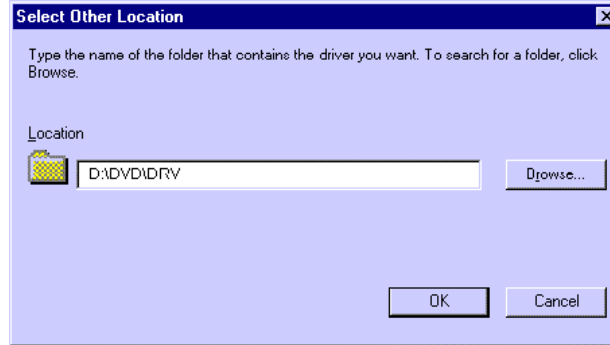 Select Other Location
Type the name of the folder that contains the driver you want. To search for a folder, click
Browse.
Location
D:\DVD\DRV
Browse...
OK
Cancel